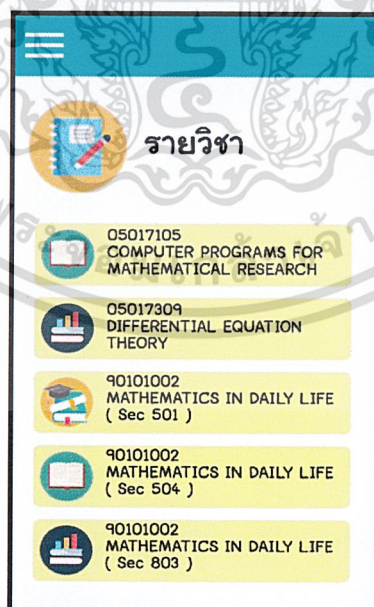 รายวิชา
05017105
COMPUTER PROGRAMS FOR
MATHEMATICAL RESEARCH
05017309
DIFFERENTIAL EQUATION
THEORY
90101002
MATHEMATICS IN DAILY LIFE
( Sec 501 )
90101002
MATHEMATICS IN DAILY LIFE
( Sec 504 )
90101002
MATHEMATICS IN DAILY LIFE
( Sec 803 )